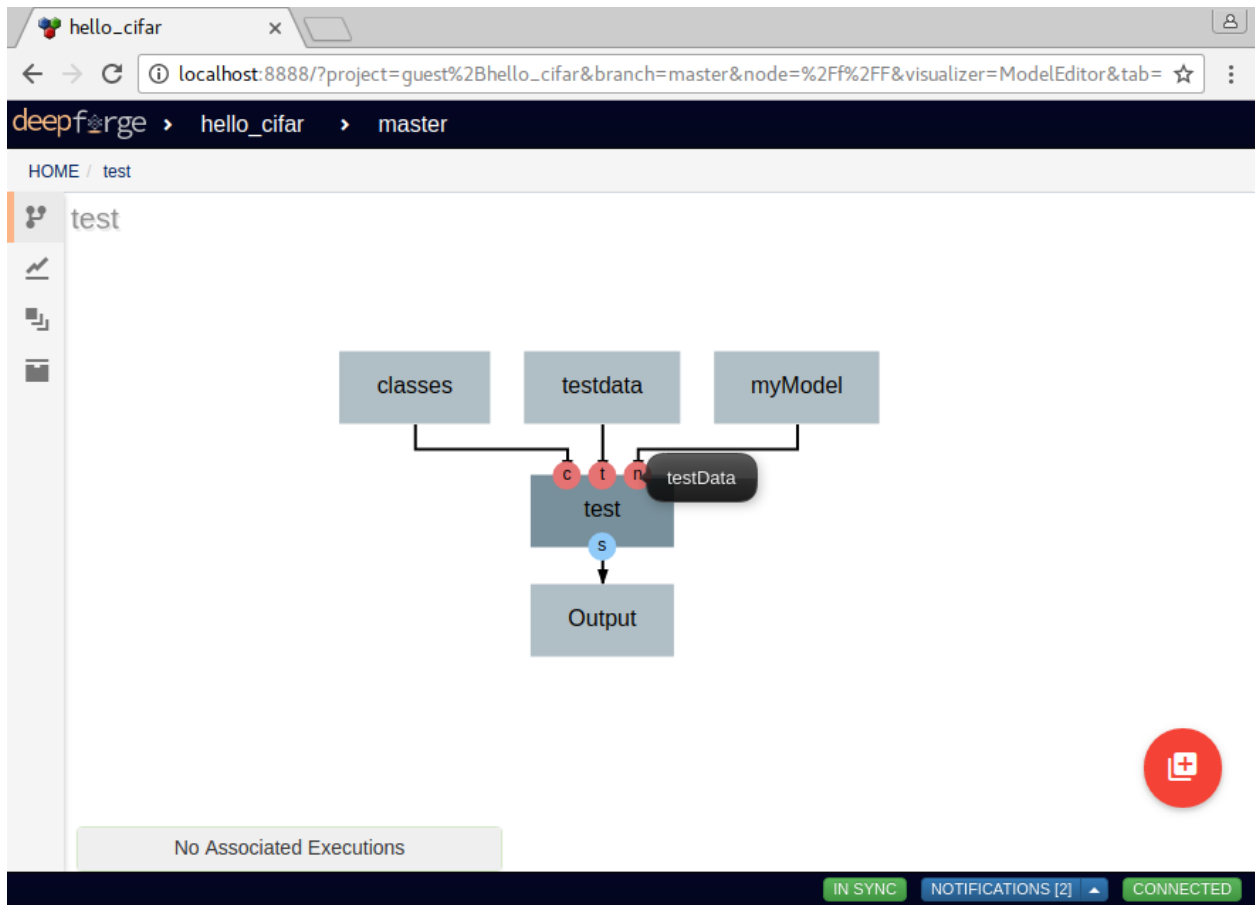 hello_cifar
localhost:8888/?project=guest%2Bhello_cifar&branch=master&node=%2Ff%2FF&visualizer=ModelEditor&tab=
deepforge › hello_cifar › master
HOME / test
test
classes testdata myModel
c t n testData
test
s
Output
No Associated Executions
IN SYNC NOTIFICATIONS [2] CONNECTED